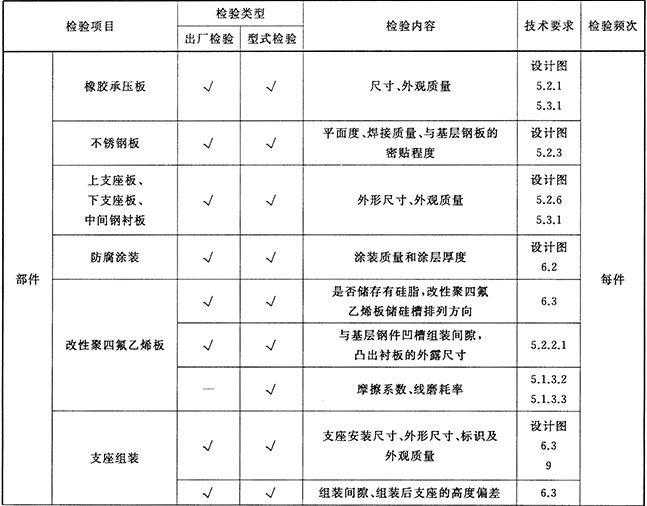 检验项目 检验类型 检验内容 技术要求 检验频次
出厂检验 型式检验
部件
橡胶承压板 √ √ 尺寸、外观质量 设计图
5.2.1
5.3.1
不锈钢板 √ √ 平面度、焊接质量、与基层钢板的
密贴程度
设计图
5.2.3
上支座板、
下支座板、
中间钢衬板
√ √ 外形尺寸、外观质量 设计图
5.2.6
5.3.1
防腐涂装 √ √ 涂装质量和涂层厚度 设计图
6.2
改性聚四氟乙烯板
√ √ 是否储存有硅脂,改性聚四氟
乙烯板储硅槽排列方向
6.3
√ √ 与基层钢件凹槽组装间隙,
凸出衬板的外露尺寸
5.2.2.1
— √ 摩擦系数、线磨耗率 5.1.3.2
5.1.3.3
支座组装
√ √ 支座安装尺寸、外形尺寸、标识及
外观质量
设计图
6.3
9
√ √ 组装间隙、组装后支座的高度偏差 6.3
每件